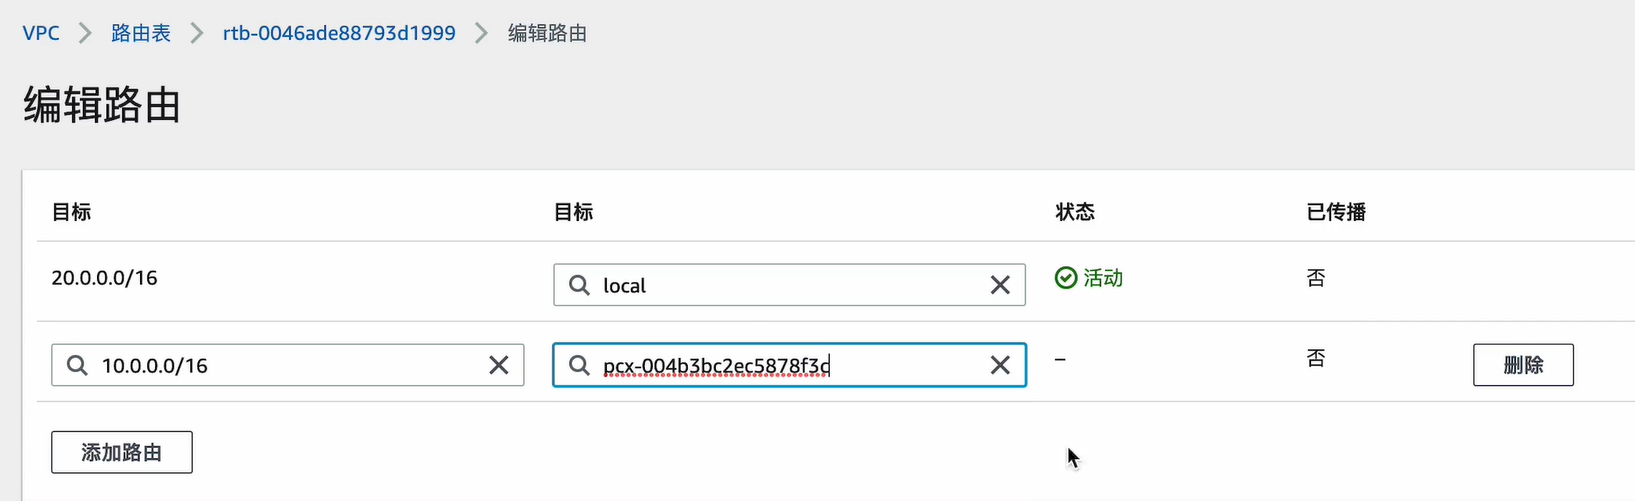 VPC > 路由表 > rtb-0046ade88793d1999 > 编辑路由
编辑路由
目标 目标 状态 已传播
20.0.0.0/16 local 活动 否
10.0.0.0/16 pcx-004b3bc2ec5878f3c – 否 删除
添加路由